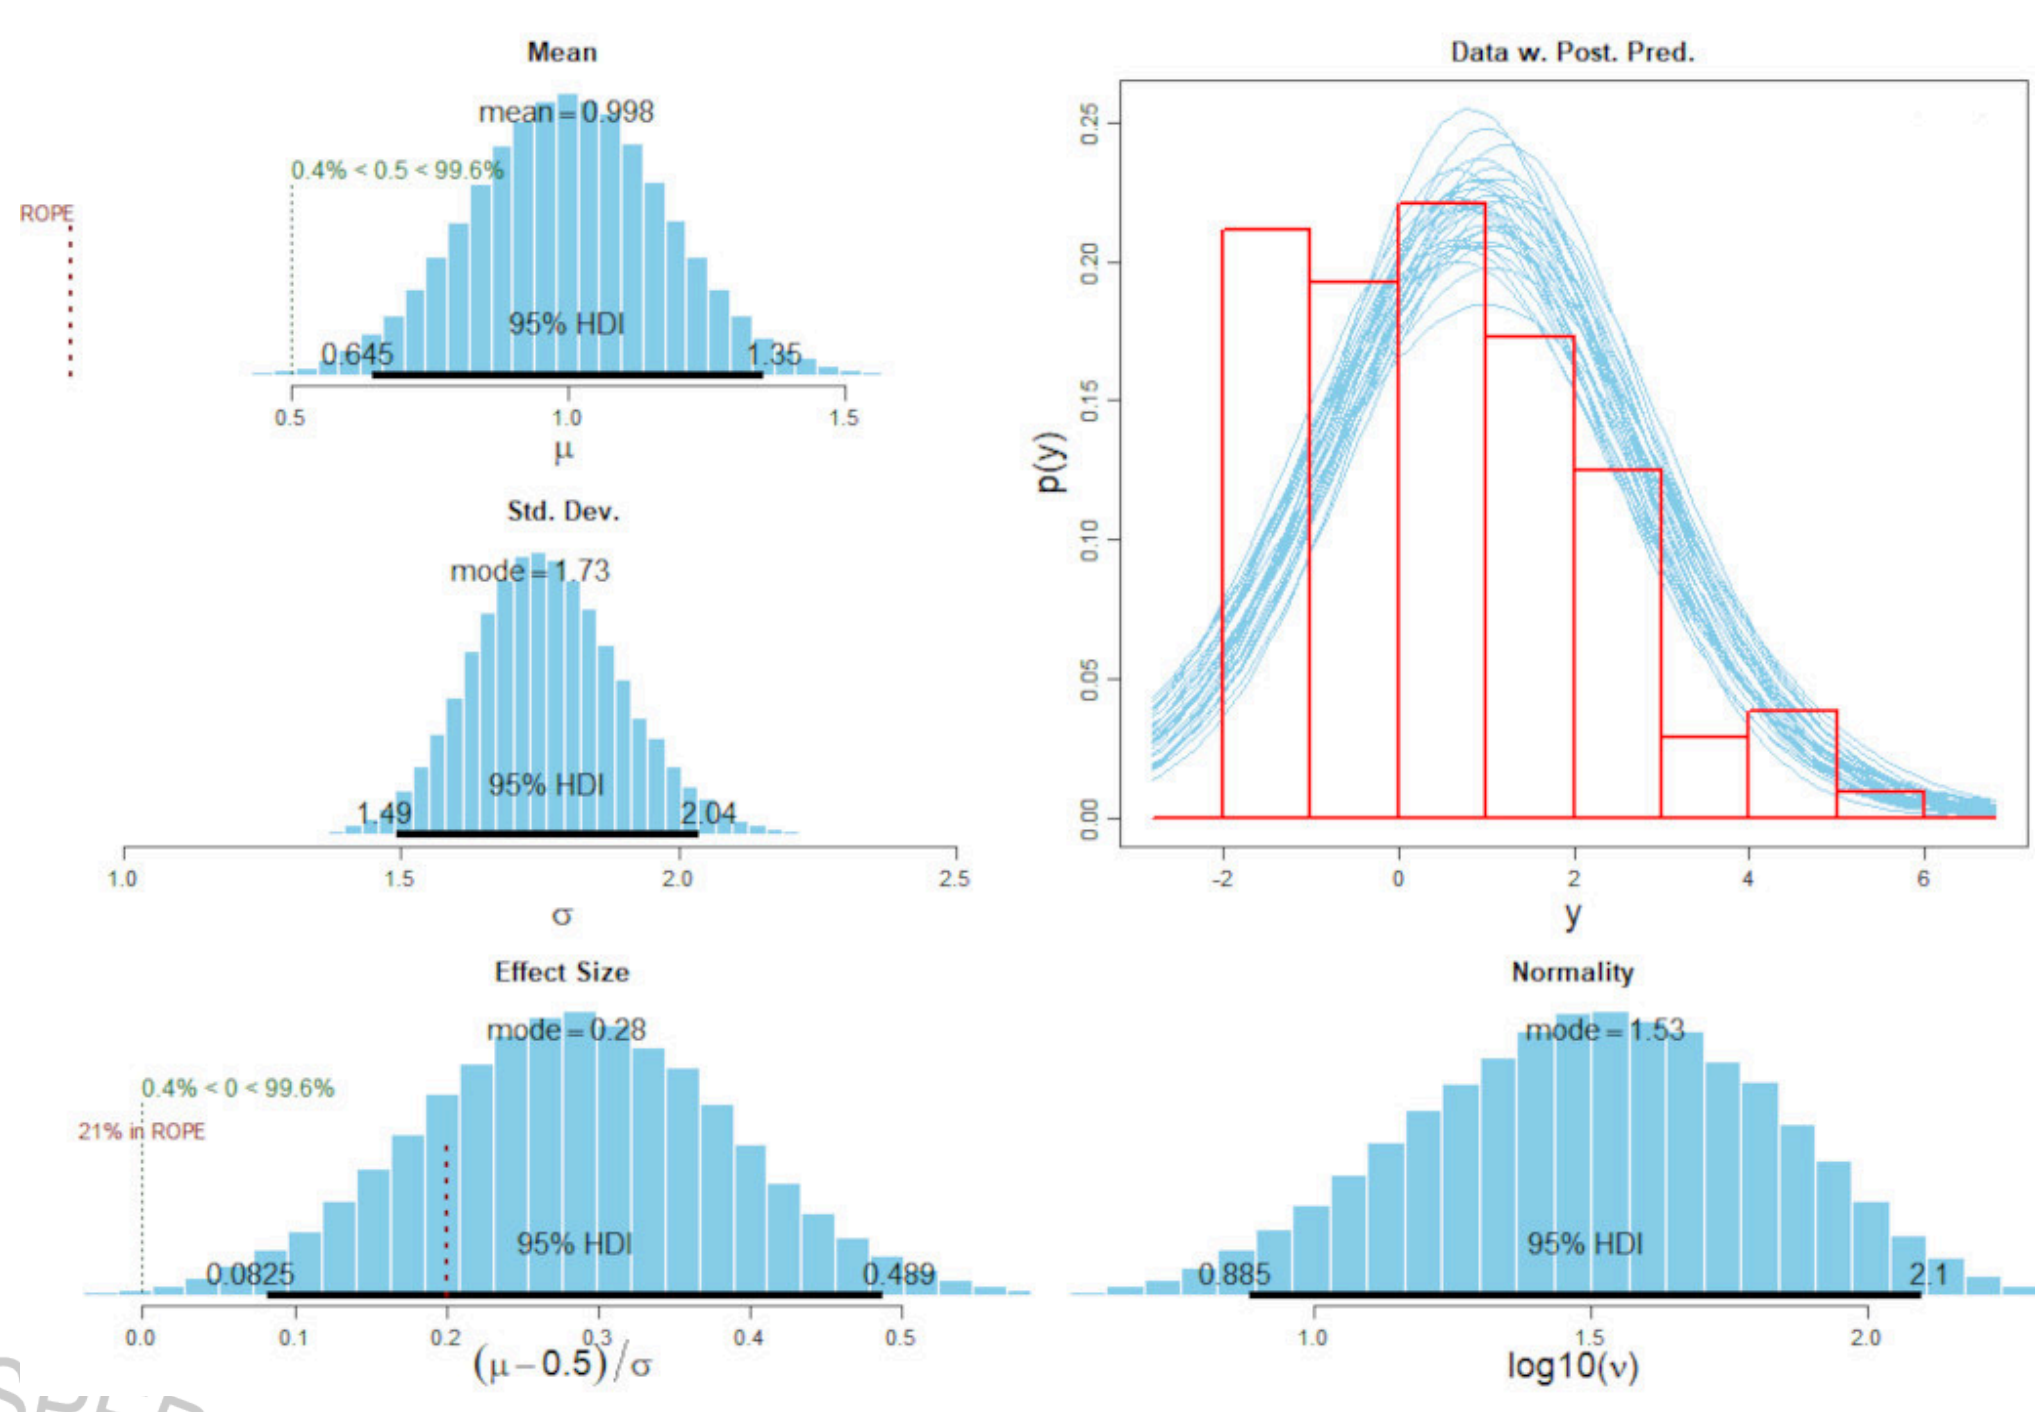 Mean
mean = 0.998
0.4% < 0.5 < 99.6%
ROPE
95% HDI
0.645
1.35
0.5
1.0
1.5
μ
Std. Dev.
mode = 1.73
95% HDI
1.49
2.04
1.0
1.5
2.0
2.5
σ
Effect Size
mode = 0.28
0.4% < 0 < 99.6%
21% in ROPE
95% HDI
0.0825
0.489
0.0
0.1
0.2
0.3
0.4
0.5
(μ − 0.5)/σ
Data w. Post. Pred.
0.25
0.20
0.15
0.10
0.05
0.00
p(y)
-2
0
2
4
6
y
Normality
mode = 1.53
95% HDI
0.885
2.1
1.0
1.5
2.0
log10(ν)